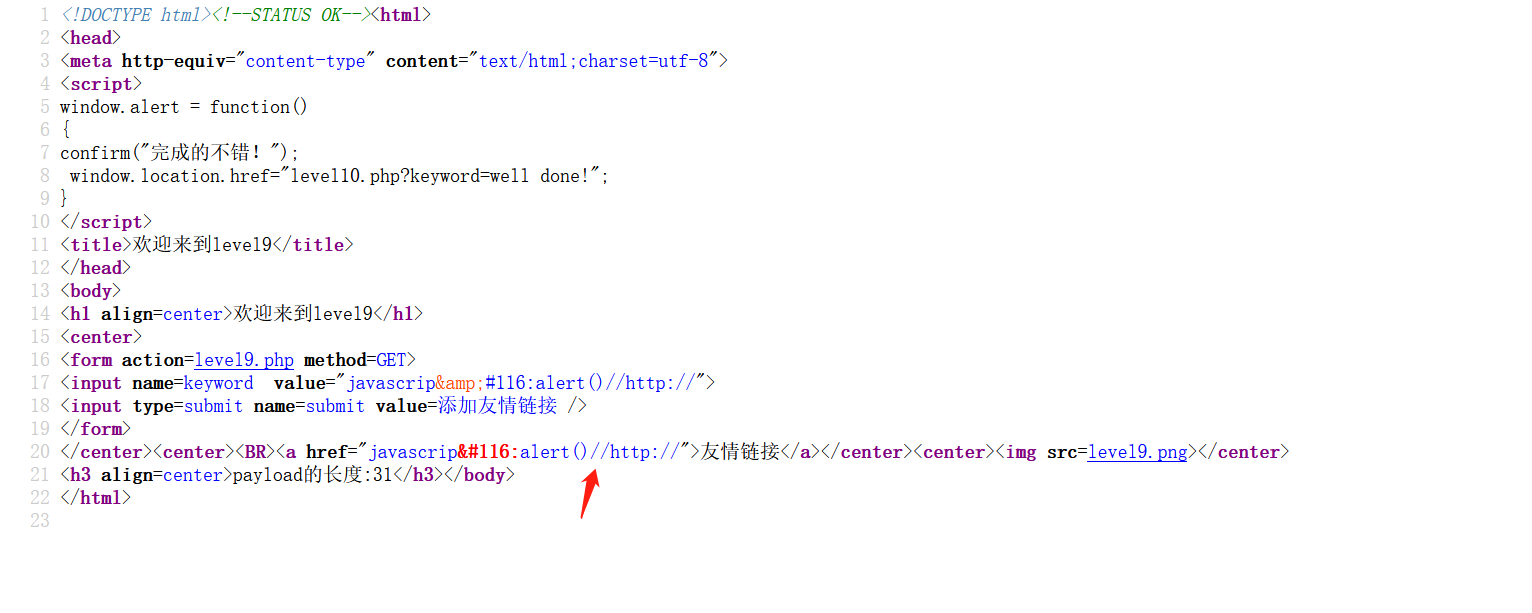 1 <!DOCTYPE html><!--STATUS OK--><html>
2 <head>
3 <meta http-equiv="content-type" content="text/html;charset=utf-8">
4 <script>
5 window.alert = function()
6 {
7 confirm("完成的不错！");
8  window.location.href="level10.php?keyword=well done!";
9 }
10 </script>
11 <title>欢迎来到level9</title>
12 </head>
13 <body>
14 <h1 align=center>欢迎来到level9</h1>
15 <center>
16 <form action=level9.php method=GET>
17 <input name=keyword  value="javascrip&amp;#116:alert()//http://">
18 <input type=submit name=submit value=添加友情链接 />
19 </form>
20 </center><center><BR><a href="javascrip&#116:alert()//http://">友情链接</a></center><center><img src=level9.png></center>
21 <h3 align=center>payload的长度:31</h3></body>
22 </html>
23